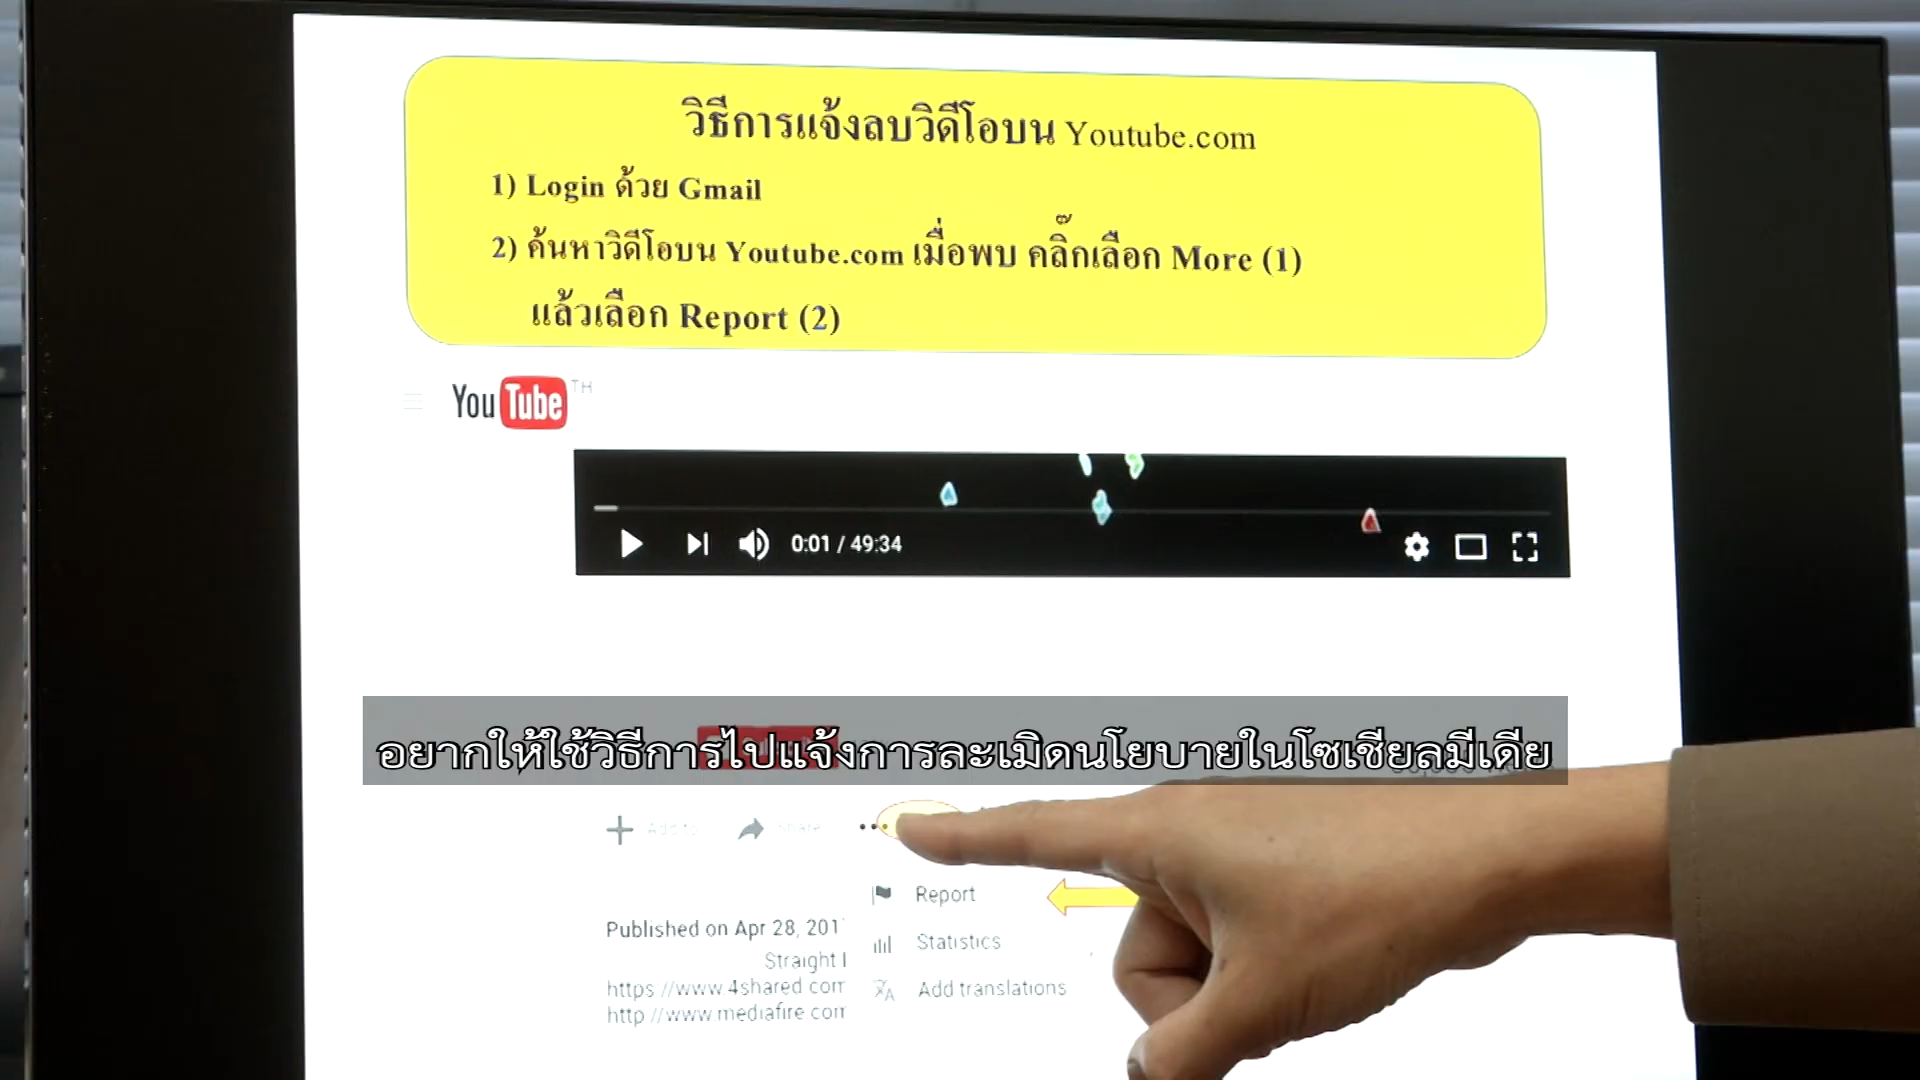 วิธีการแจ้งลบวิดีโอบน Youtube.com
1) Login ด้วย Gmail
2) ค้นหาวิดีโอบน Youtube.com เมื่อพบ คลิ๊กเลือก More (1)
แล้วเลือก Report (2)
YouTube TH
0:01 / 49:34
อยากให้ใช้วิธีการไปแจ้งการละเมิดนโยบายในโซเชียลมีเดีย
Add to Share
Report
Published on Apr 28, 201
Statistics
Straight
https://www.4shared.com
Add translations
http://www.mediafire.com